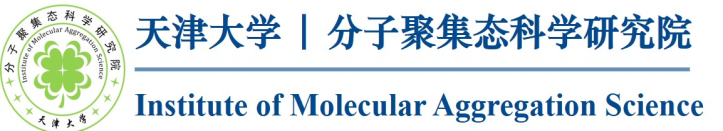 分子聚集态科学研究院
Institute of Molecular Aggregation Science
天津大学
天津大学 | 分子聚集态科学研究院
Institute of Molecular Aggregation Science